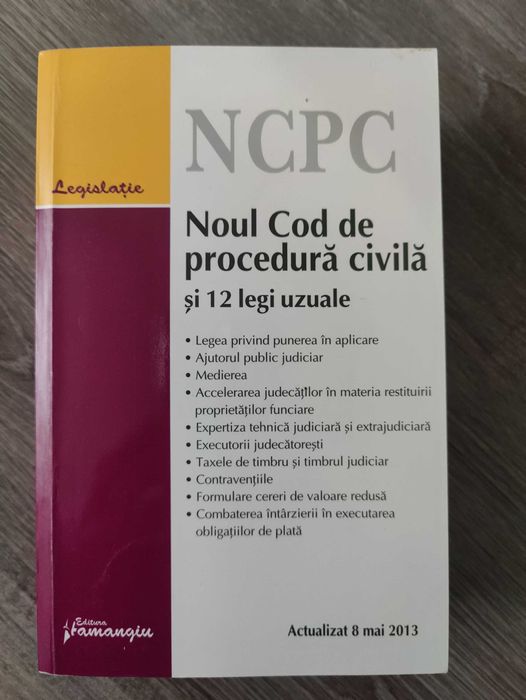 NCPC
Legislație
Noul Cod de
procedură civilă
și 12 legi uzuale
• Legea privind punerea în aplicare
• Ajutorul public judiciar
• Medierea
• Accelerarea judecăților în materia restituirii
proprietăților funciare
• Expertiza tehnică judiciară și extrajudiciară
• Executorii judecătorești
• Taxele de timbru și timbrul judiciar
• Contravențiile
• Formulare cereri de valoare redusă
• Combaterea întârzierii în executarea
obligațiilor de plată
Editura
Hamangiu
Actualizat 8 mai 2013